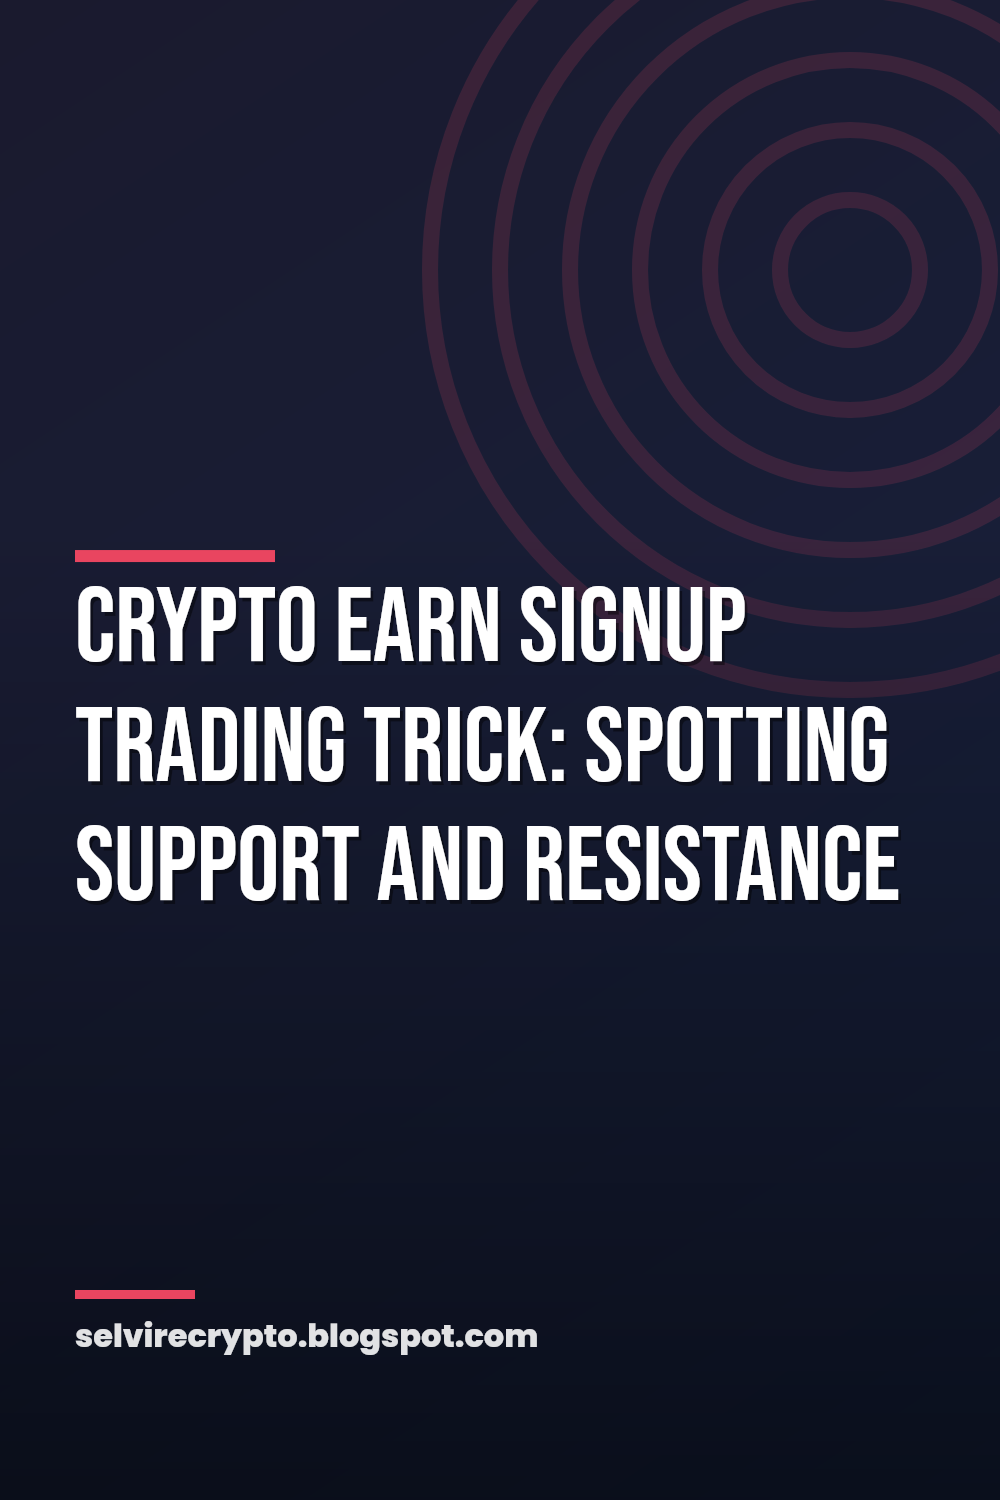 CRYPTO EARN SIGNUP
TRADING TRICK: SPOTTING
SUPPORT AND RESISTANCE
selvirecrypto.blogspot.com